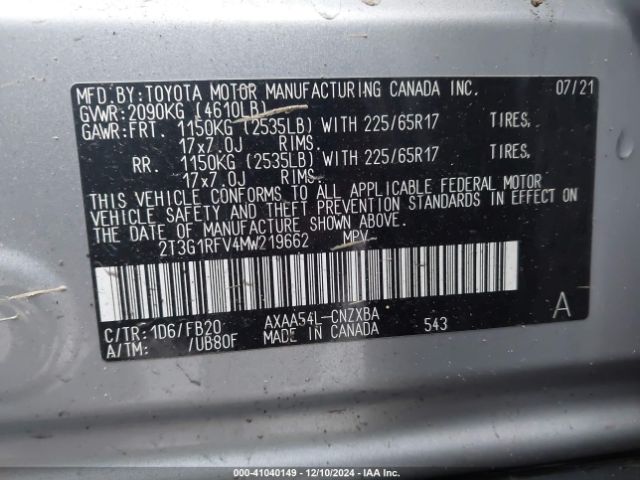 MFD.BY:TOYOTA MOTOR MANUFACTURING CANADA INC. 07/21
GVWR:2090KG (4610LB)
GAWR:FRT. 1150KG (2535LB) WITH 225/65R17 TIRES,
17x7.0J RIMS.
RR. 1150KG (2535LB) WITH 225/65R17 TIRES,
17x7.0J RIMS.
THIS VEHICLE CONFORMS TO ALL APPLICABLE FEDERAL MOTOR
VEHICLE SAFETY AND THEFT PREVENTION STANDARDS IN EFFECT ON THE
DATE OF MANUFACTURE SHOWN ABOVE.
2T3G1RFV4MW219662 MPV
C/TR:1D6/FB20 AXAA54L-CNZXBA A
A/TM: /UB80F MADE IN CANADA 543
000-41040149 - 12/10/2024 - IAA Inc.